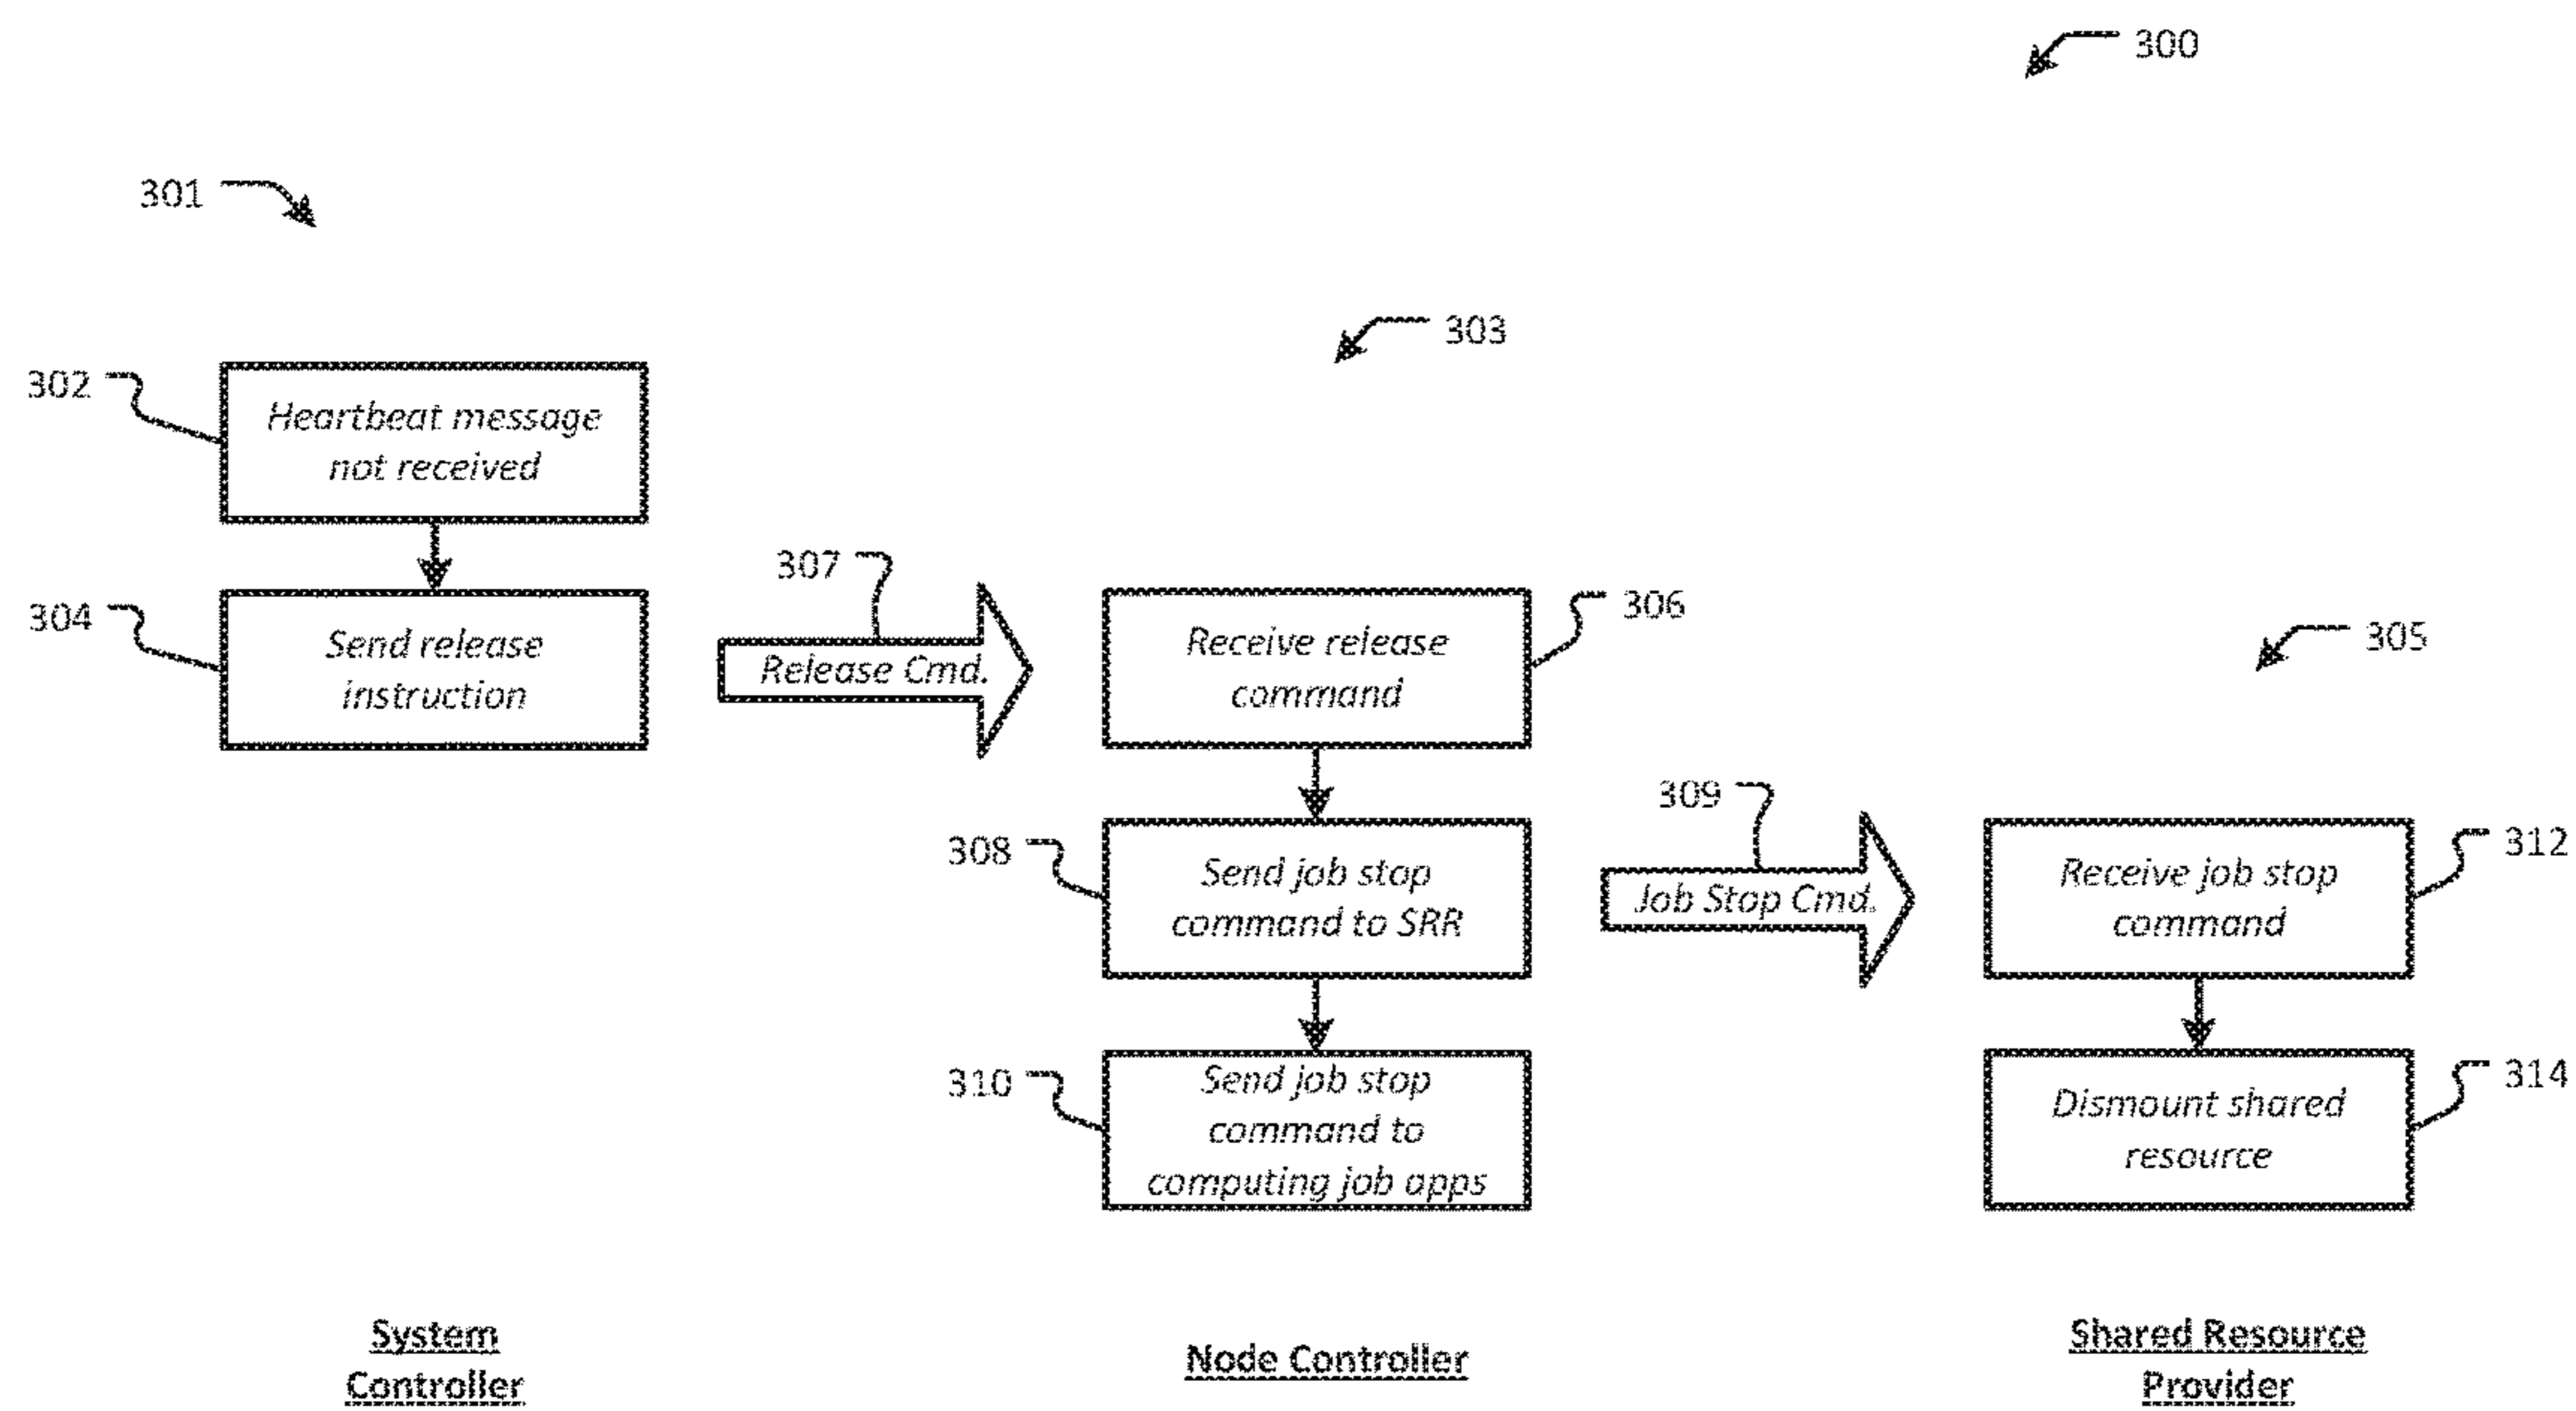 300
301
303
302
Heartbeat message
not received
304
Send release
instruction
307
Release Cmd.
306
Receive release
command
305
308
Send job stop
command to SRR
309
Job Stop Cmd.
312
Receive job stop
command
310
Send job stop
command to
computing job apps
314
Dismount shared
resource
System
Controller
Node Controller
Shared Resource
Provider